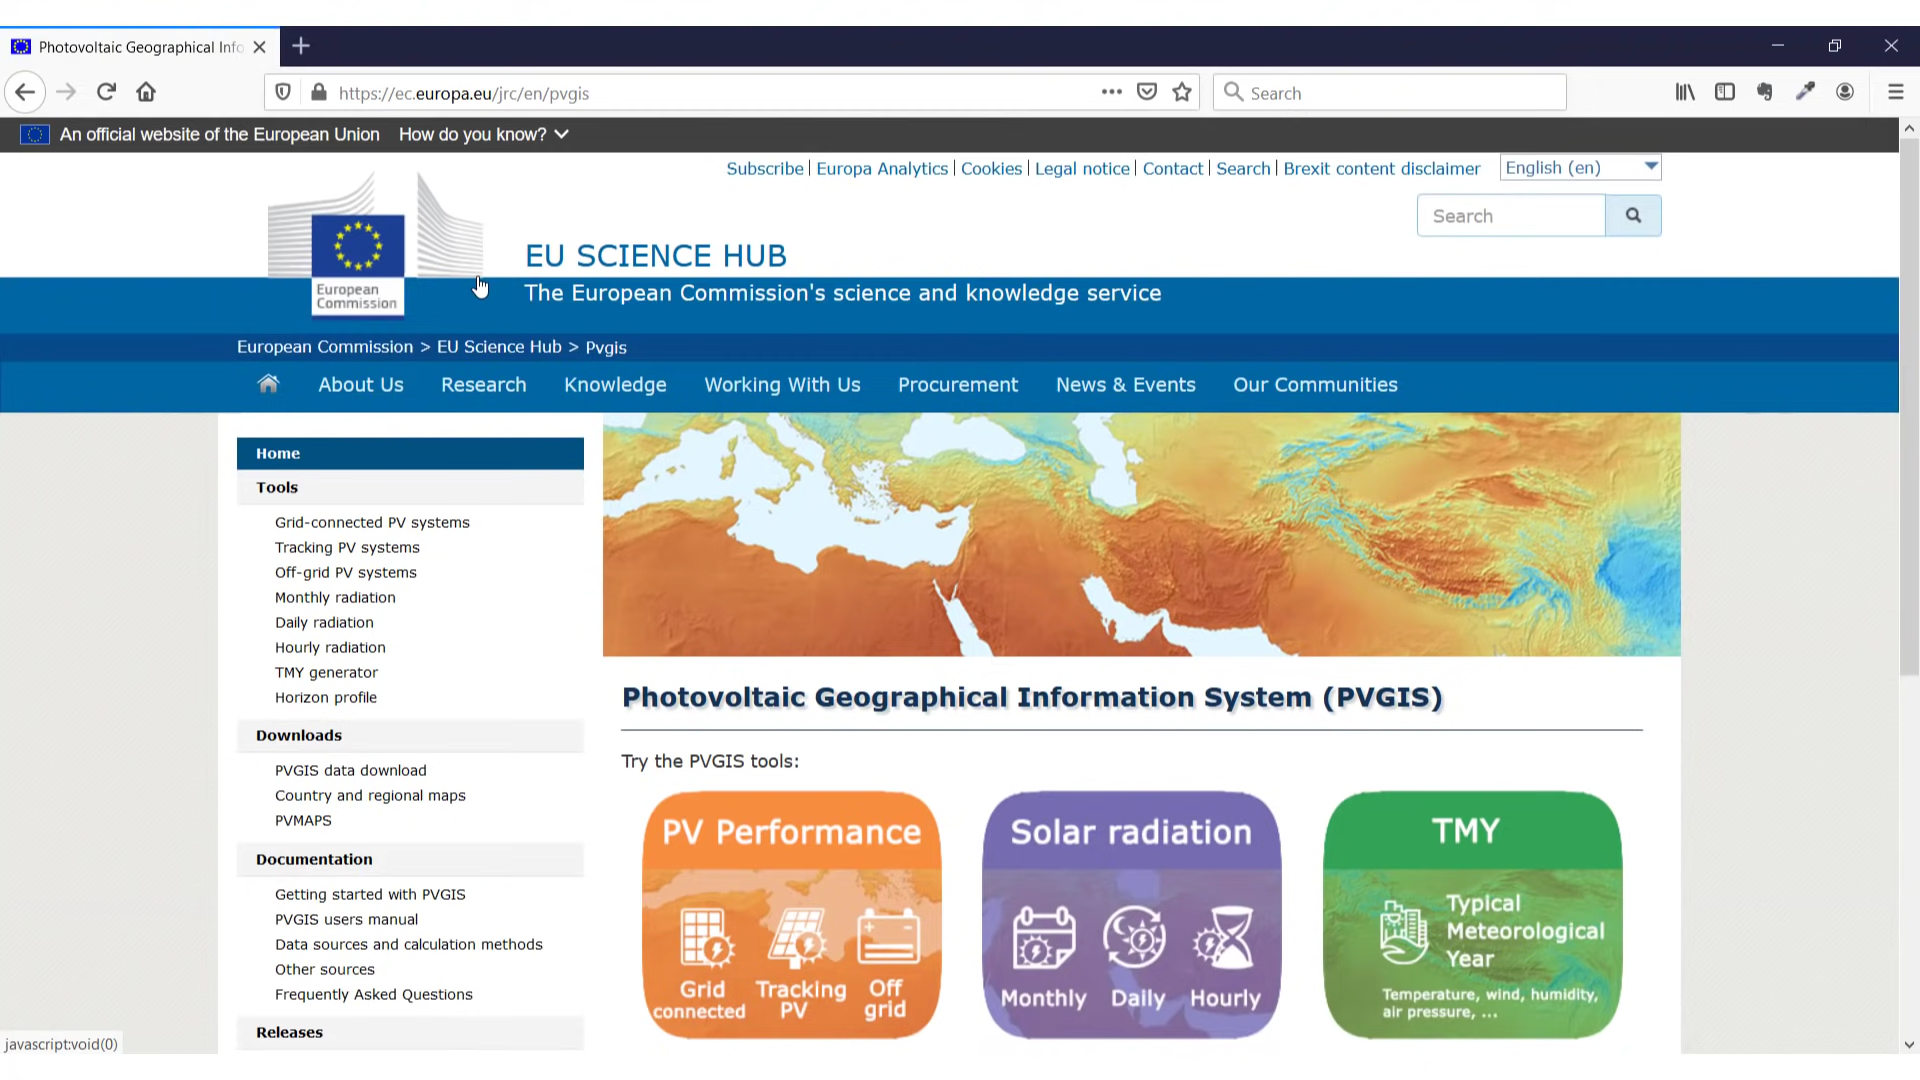 Photovoltaic Geographical Info
https://ec.europa.eu/jrc/en/pvgis
Search
An official website of the European Union How do you know?
Subscribe | Europa Analytics | Cookies | Legal notice | Contact | Search | Brexit content disclaimer
English (en)
Search
European
Commission
EU SCIENCE HUB
The European Commission's science and knowledge service
European Commission > EU Science Hub > Pvgis
About Us Research Knowledge Working With Us Procurement News & Events Our Communities
Home
Tools
Grid-connected PV systems
Tracking PV systems
Off-grid PV systems
Monthly radiation
Daily radiation
Hourly radiation
TMY generator
Horizon profile
Downloads
PVGIS data download
Country and regional maps
PVMAPS
Documentation
Getting started with PVGIS
PVGIS users manual
Data sources and calculation methods
Other sources
Frequently Asked Questions
Releases
Photovoltaic Geographical Information System (PVGIS)
Try the PVGIS tools:
PV Performance
Grid
connected
Tracking
PV
Off
grid
Solar radiation
Monthly Daily Hourly
TMY
Typical
Meteorological
Year
Temperature, wind, humidity,
air pressure, ...
javascript:void(0)